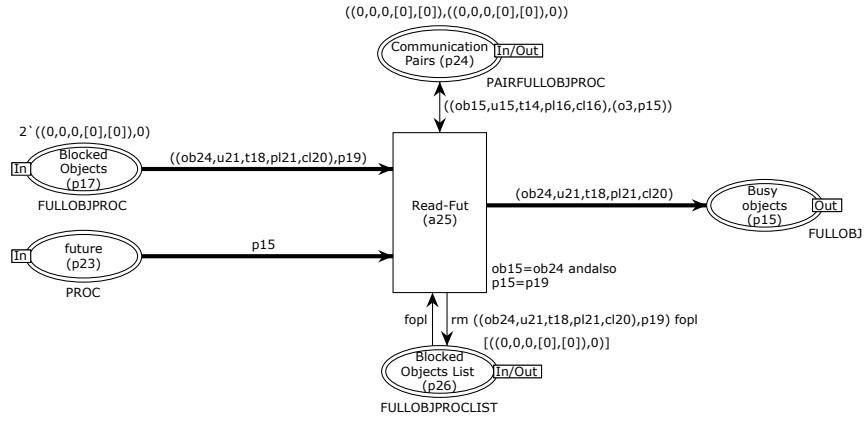 ((0,0,0,[0],[0]),((0,0,0,[0],[0]),0))
Communication
Pairs (p24)
In/Out
PAIRFULLOBJPROC
((ob15,u15,t14,pl16,cl16),(o3,p15))
2`((0,0,0,[0],[0]),0)
Blocked
Objects
(p17)
In
FULLOBJPROC
((ob24,u21,t18,pl21,cl20),p19)
Read-Fut
(a25)
(ob24,u21,t18,pl21,cl20)
Busy
objects
(p15)
Out
FULLOBJ
future
(p23)
In
PROC
p15
ob15=ob24 andalso
p15=p19
fopl
rm ((ob24,u21,t18,pl21,cl20),p19) fopl
[((0,0,0,[0],[0]),0)]
Blocked
Objects List
(p26)
In/Out
FULLOBJPROCLIST